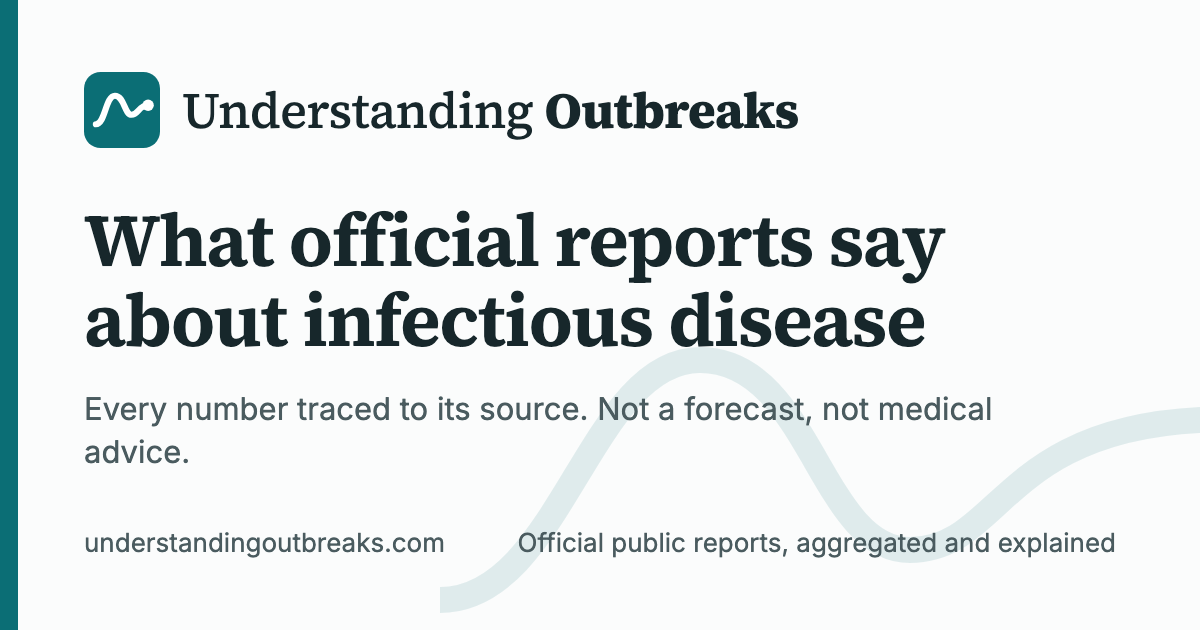 Understanding Outbreaks
What official reports say
about infectious disease
Every number traced to its source. Not a forecast, not medical
advice.
understandingoutbreaks.com
Official public reports, aggregated and explained